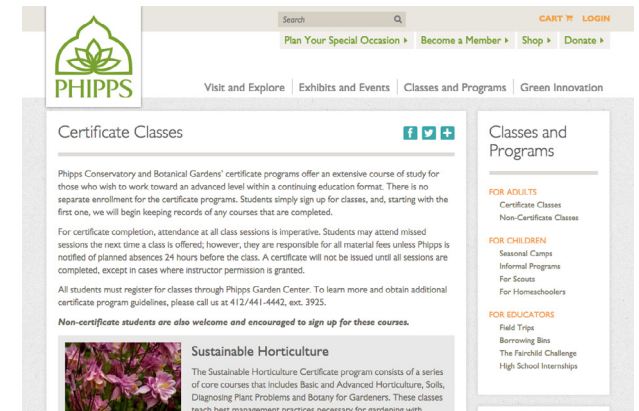 Search
CART LOGIN
Plan Your Special Occasion Become a Member Shop Donate
PHIPPS
Visit and Explore Exhibits and Events Classes and Programs Green Innovation
Certificate Classes
Phipps Conservatory and Botanical Gardens' certificate programs offer an extensive course of study for
those who wish to work toward an advanced level within a continuing education format. There is no
separate enrollment for the certificate programs. Students simply sign up for classes, and, starting with the
first one, we will begin keeping records of any courses that are completed.
For certificate completion, attendance at all class sessions is imperative. Students may attend missed
sessions the next time a class is offered; however, they are responsible for all material fees unless Phipps is
notified of planned absences 24 hours before the class. A certificate will not be issued until all sessions are
completed, except in cases where instructor permission is granted.
All students must register for classes through Phipps Garden Center. To learn more and obtain additional
certificate program guidelines, please call us at 412/441-4442, ext. 3925.
Non-certificate students are also welcome and encouraged to sign up for these courses.
Sustainable Horticulture
The Sustainable Horticulture Certificate program consists of a series
of core courses that includes Basic and Advanced Horticulture, Soils,
Diagnosing Plant Problems and Botany for Gardeners. These classes
teach best management practices necessary for gardening with
Classes and
Programs
FOR ADULTS
Certificate Classes
Non-Certificate Classes
FOR CHILDREN
Seasonal Camps
Informal Programs
For Scouts
For Homeschoolers
FOR EDUCATORS
Field Trips
Borrowing Bins
The Fairchild Challenge
High School Internships